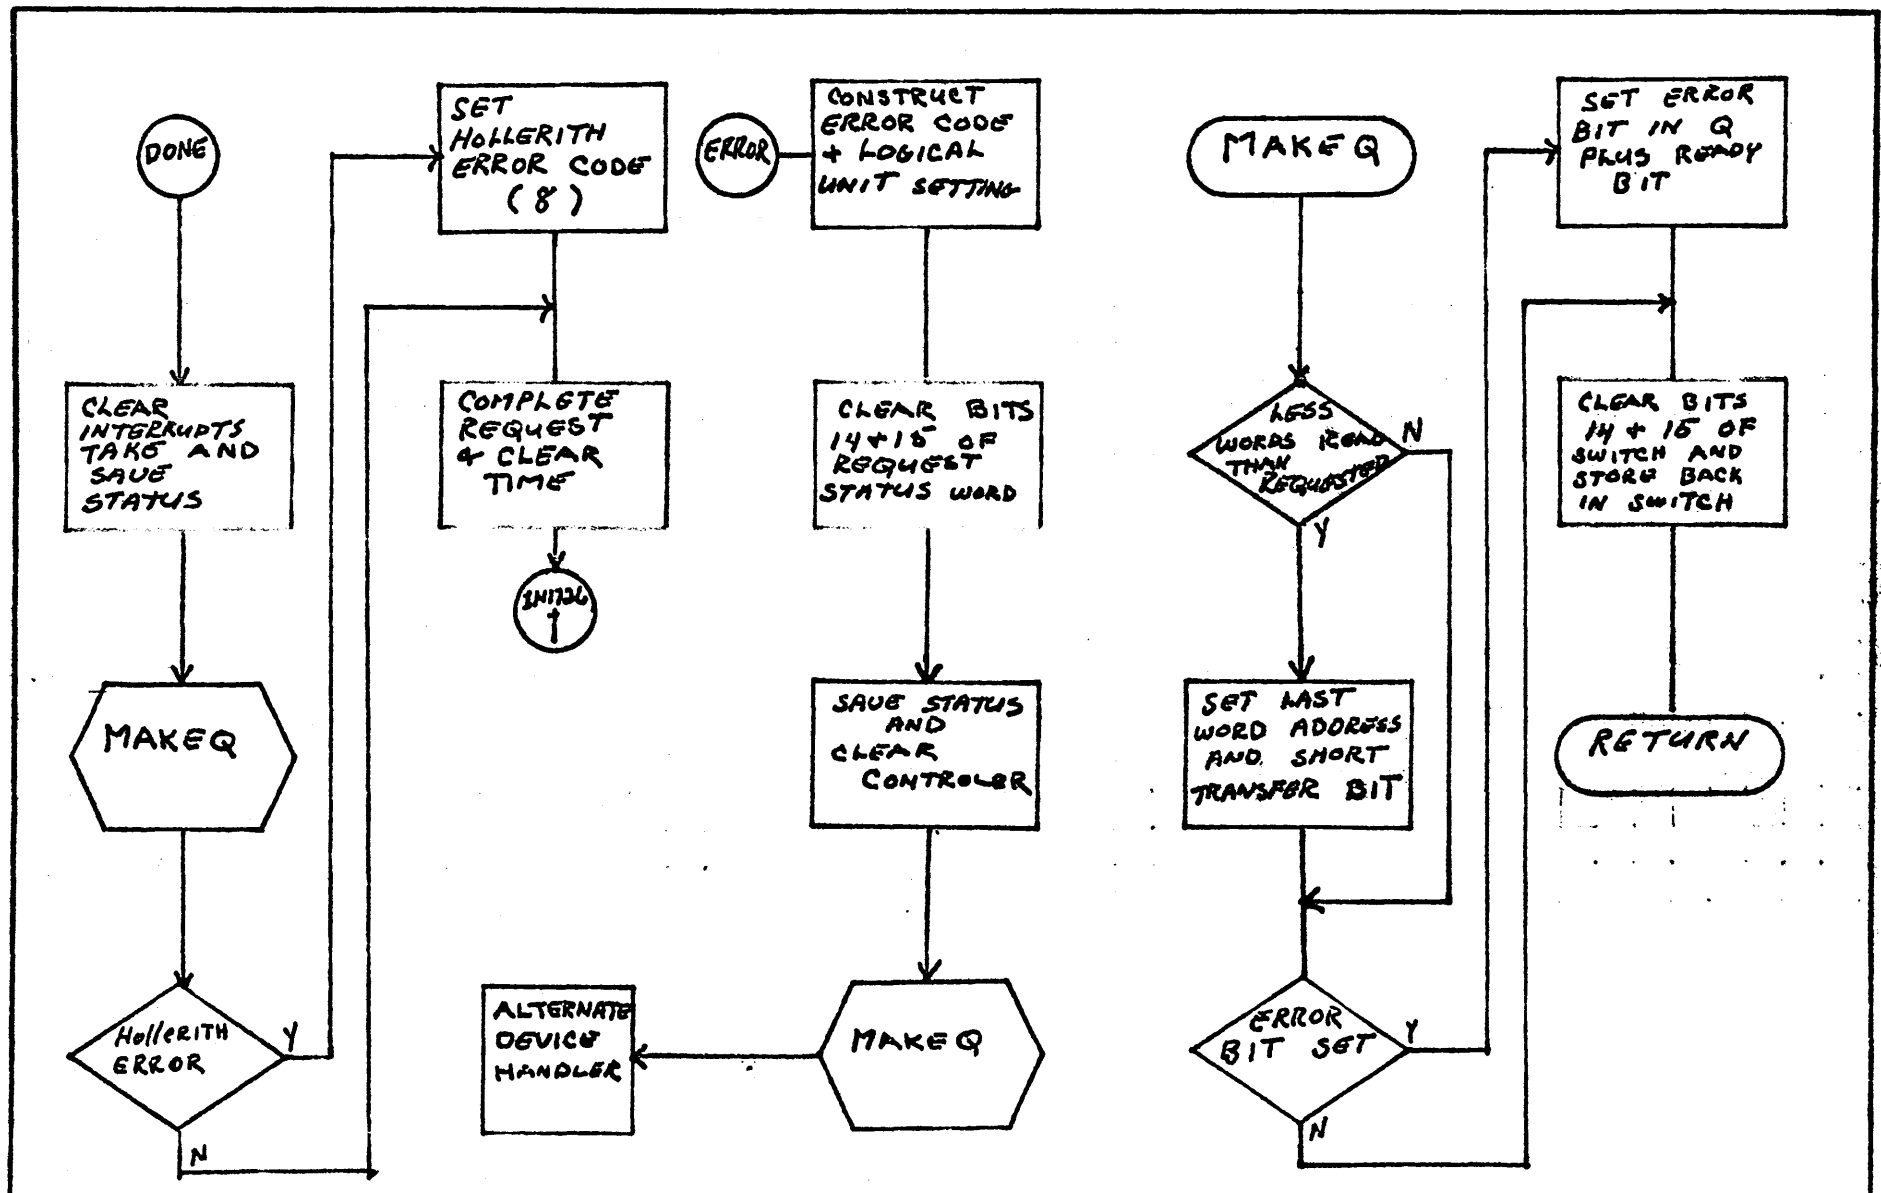 DONE
CLEAR
INTERRUPTS
TAKE AND
SAVE
STATUS
MAKEQ
HollERITH
ERROR
Y
N
SET
HOLLERITH
ERROR CODE
(8)
COMPLETE
REQUEST
& CLEAR
TIME
IN1726
ERROR
CONSTRUCT
ERROR CODE
+ LOGICAL
UNIT SETTING
CLEAR BITS
14+15 OF
REQUEST
STATUS WORD
SAVE STATUS
AND
CLEAR
CONTROLER
MAKEQ
ALTERNATE
DEVICE
HANDLER
MAKEQ
LESS
WORDS READ
THAN
REQUESTED
N
Y
SET LAST
WORD ADDRESS
AND SHORT
TRANSFER BIT
ERROR
BIT SET
Y
N
SET ERROR
BIT IN Q
PLUS READY
BIT
CLEAR BITS
14 + 15 OF
SWITCH AND
STORE BACK
IN SWITCH
RETURN